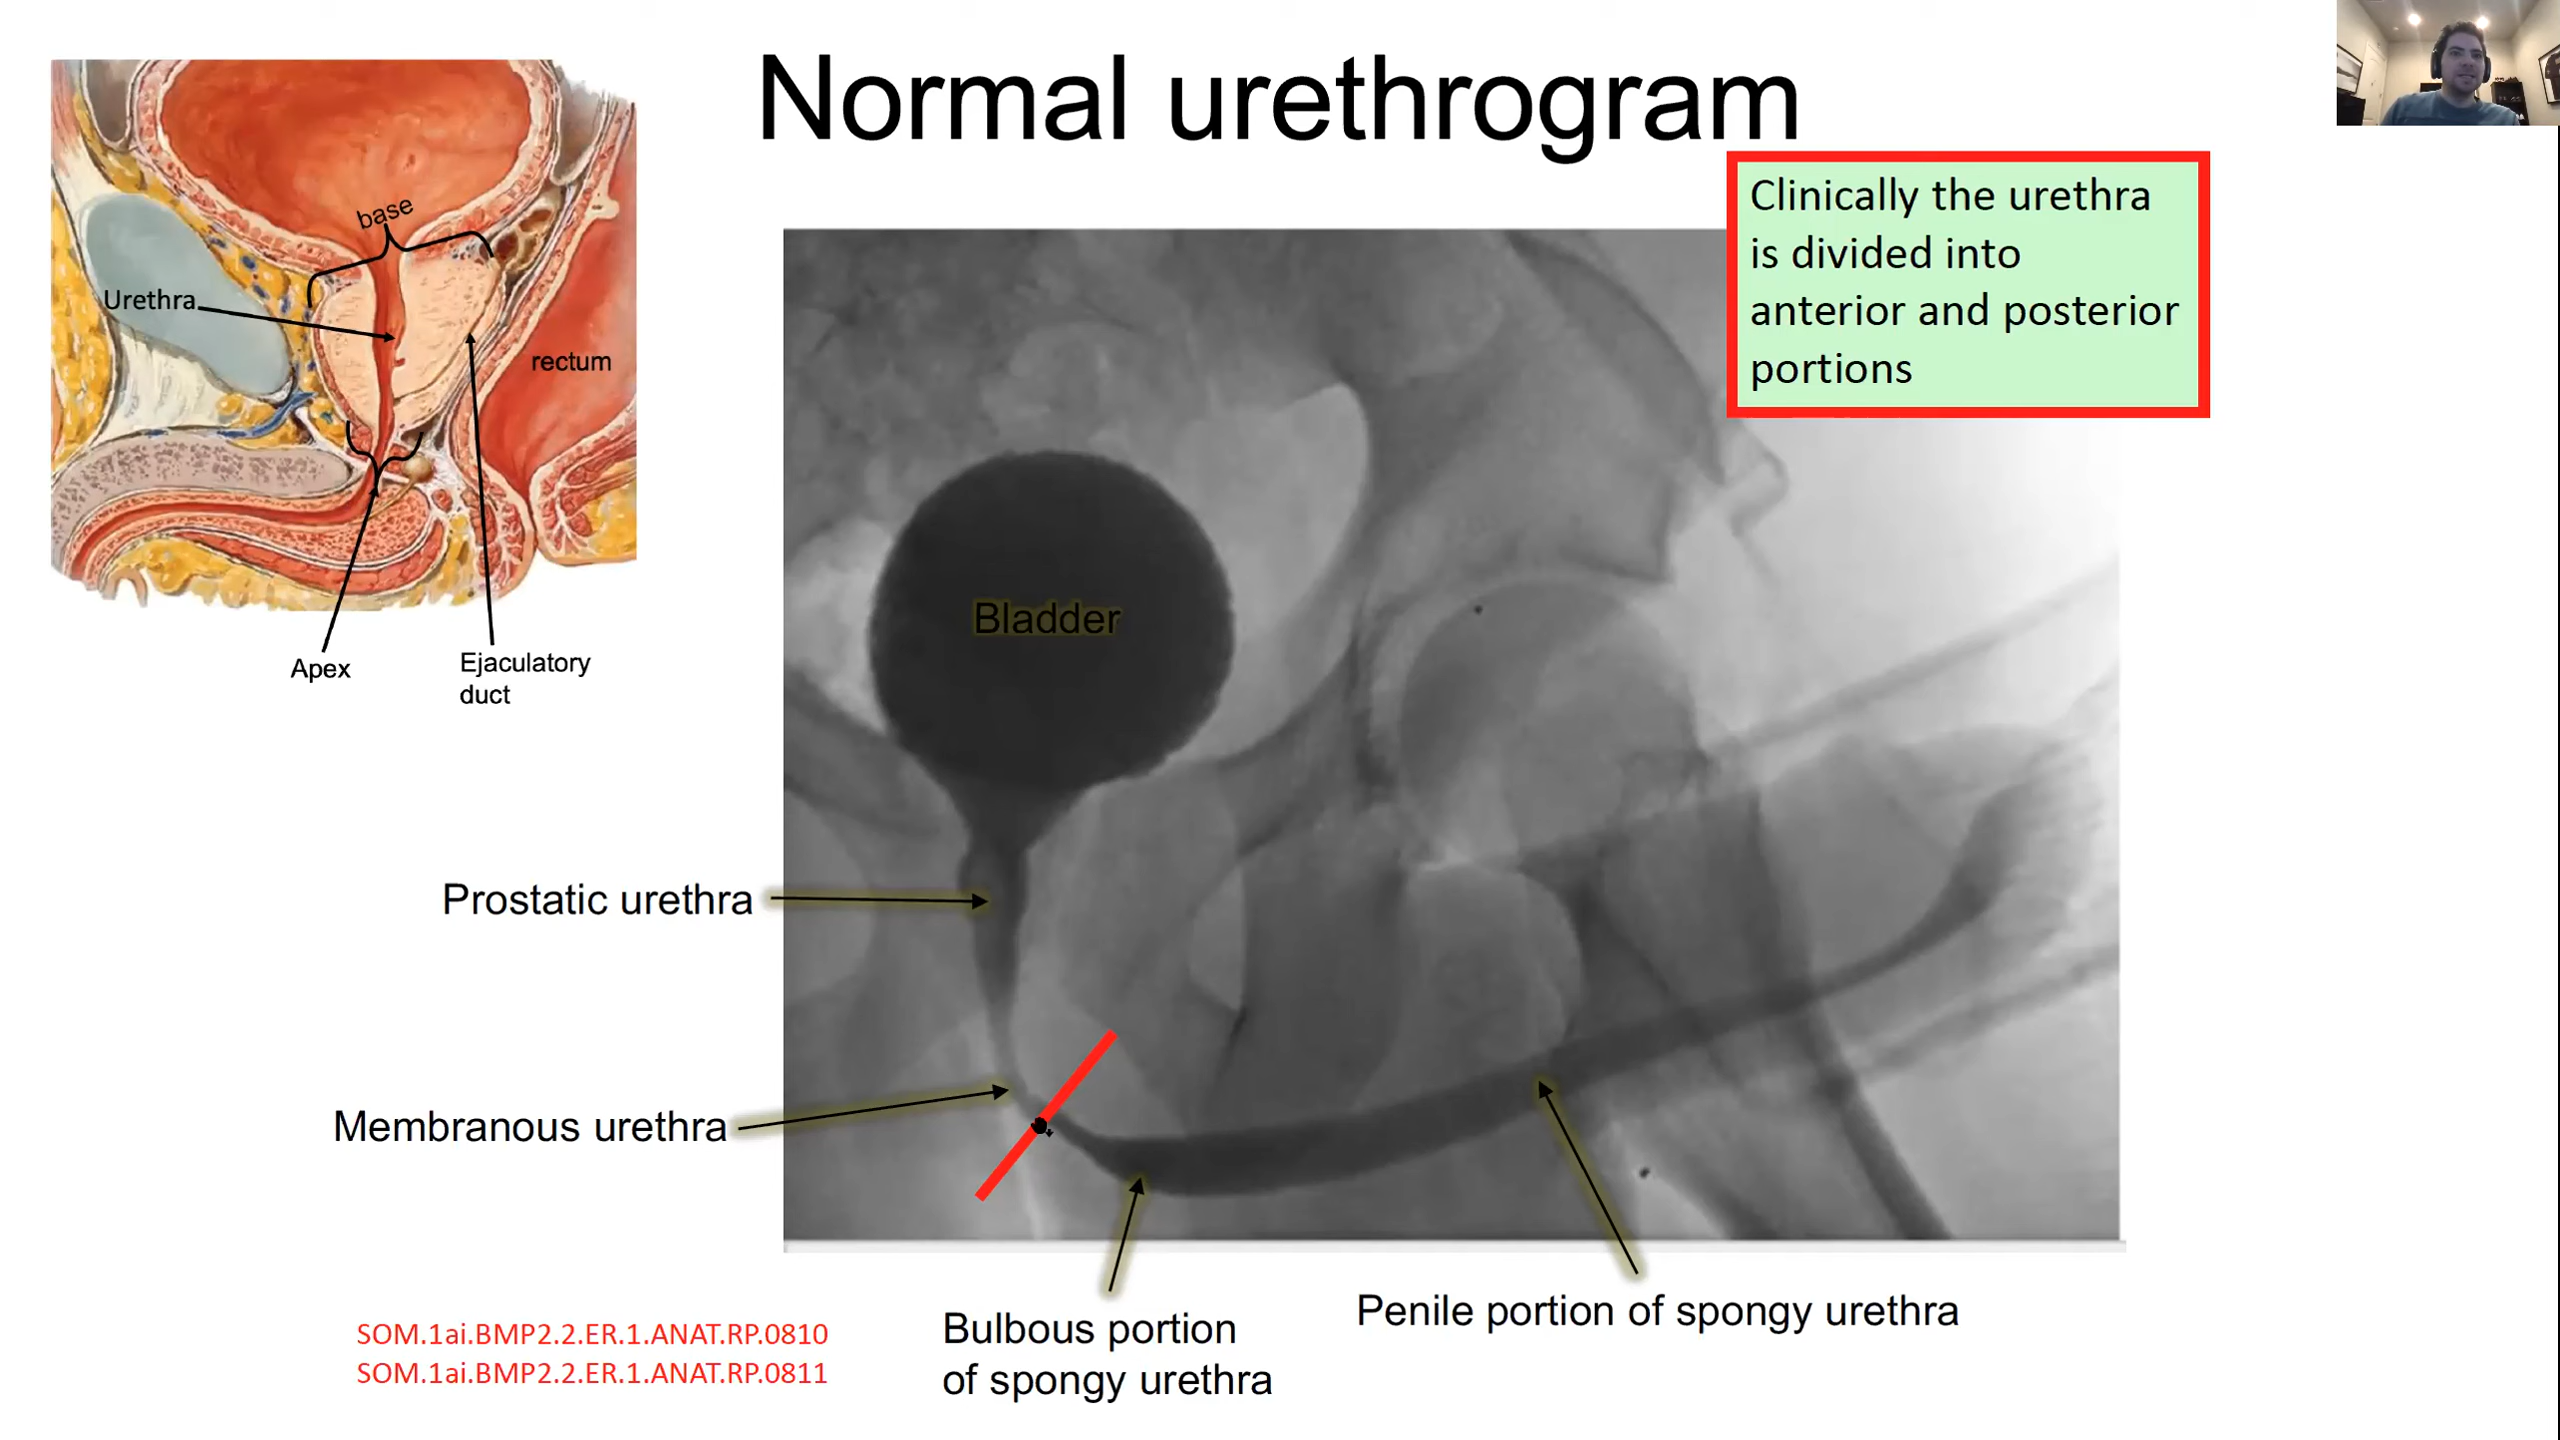 Normal urethrogram
Clinically the urethra
is divided into
anterior and posterior
portions
base
Urethra
rectum
Apex
Ejaculatory
duct
Bladder
Prostatic urethra
Membranous urethra
Bulbous portion
of spongy urethra
Penile portion of spongy urethra
SOM.1ai.BMP2.2.ER.1.ANAT.RP.0810
SOM.1ai.BMP2.2.ER.1.ANAT.RP.0811